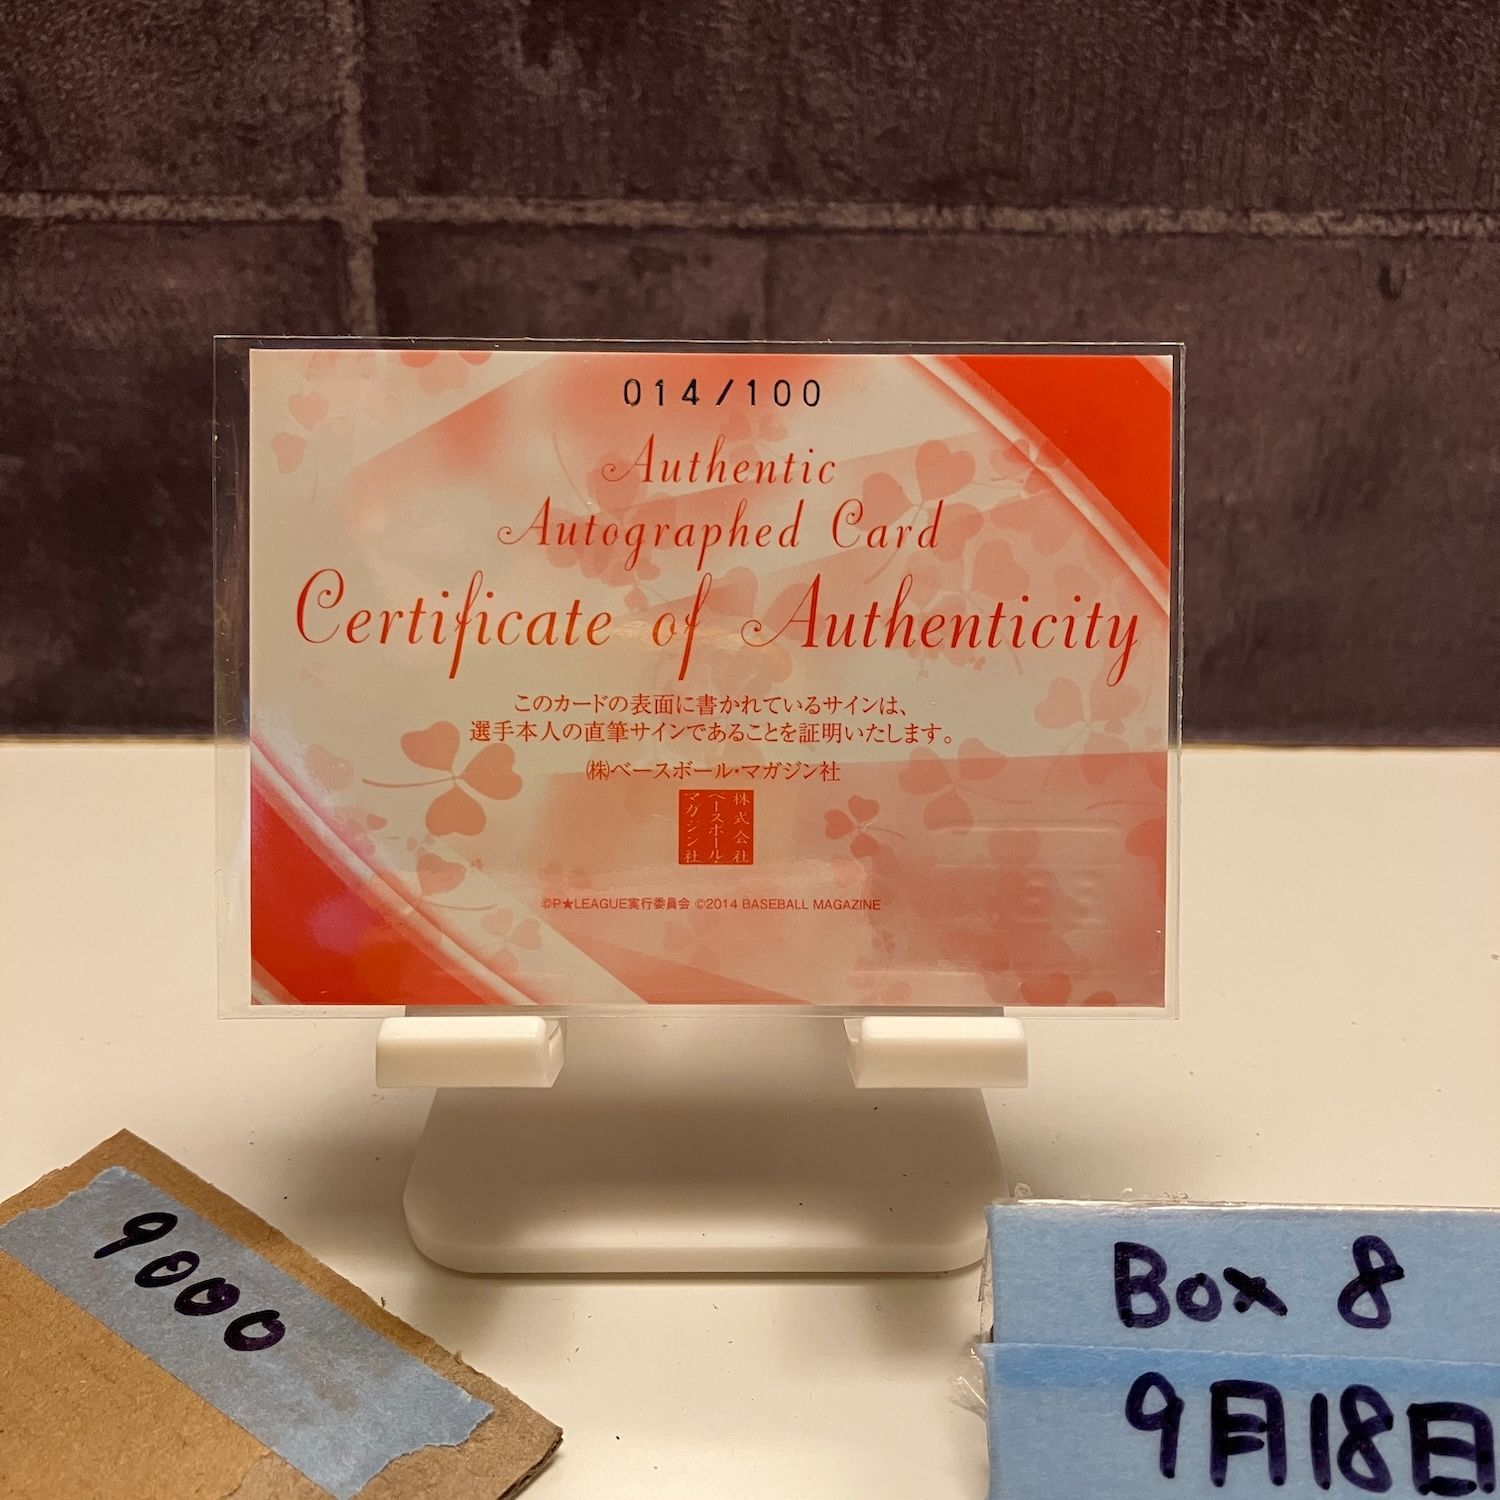 014/100
Authentic
Autographed Card
Certificate of Authenticity
このカードの表面に書かれているサインは、
選手本人の直筆サインであることを証明いたします。
㈱ベースボール・マガジン社
株式会社
ベースボール・
マガジン社
©P★LEAGUE実行委員会 ©2014 BASEBALL MAGAZINE
9000
Box 8
9月18日